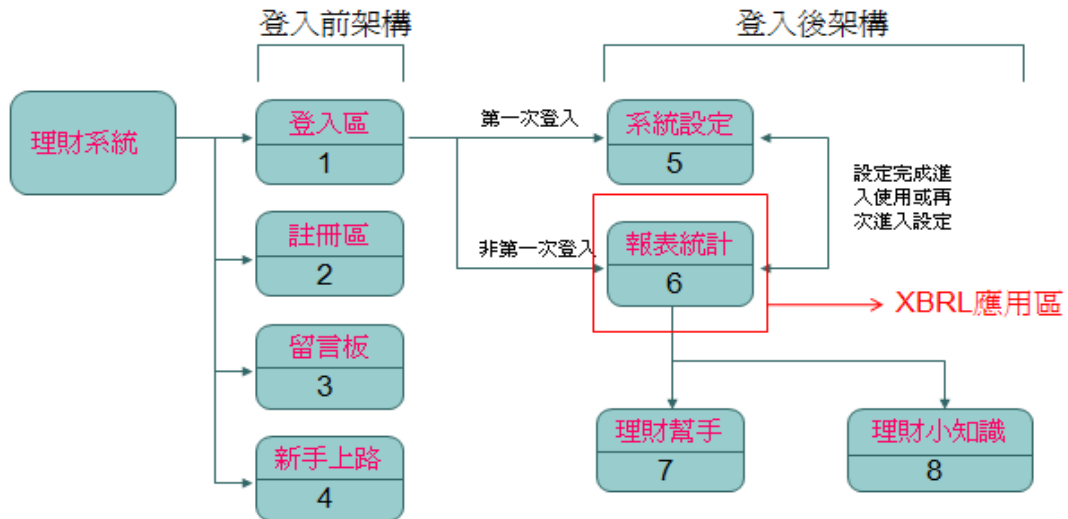 登入前架構
登入後架構
理財系統
登入區
1
第一次登入
系統設定
5
設定完成進
入使用或再
次進入設定
註冊區
2
非第一次登入
報表統計
6
XBRL應用區
留言板
3
新手上路
4
理財幫手
7
理財小知識
8